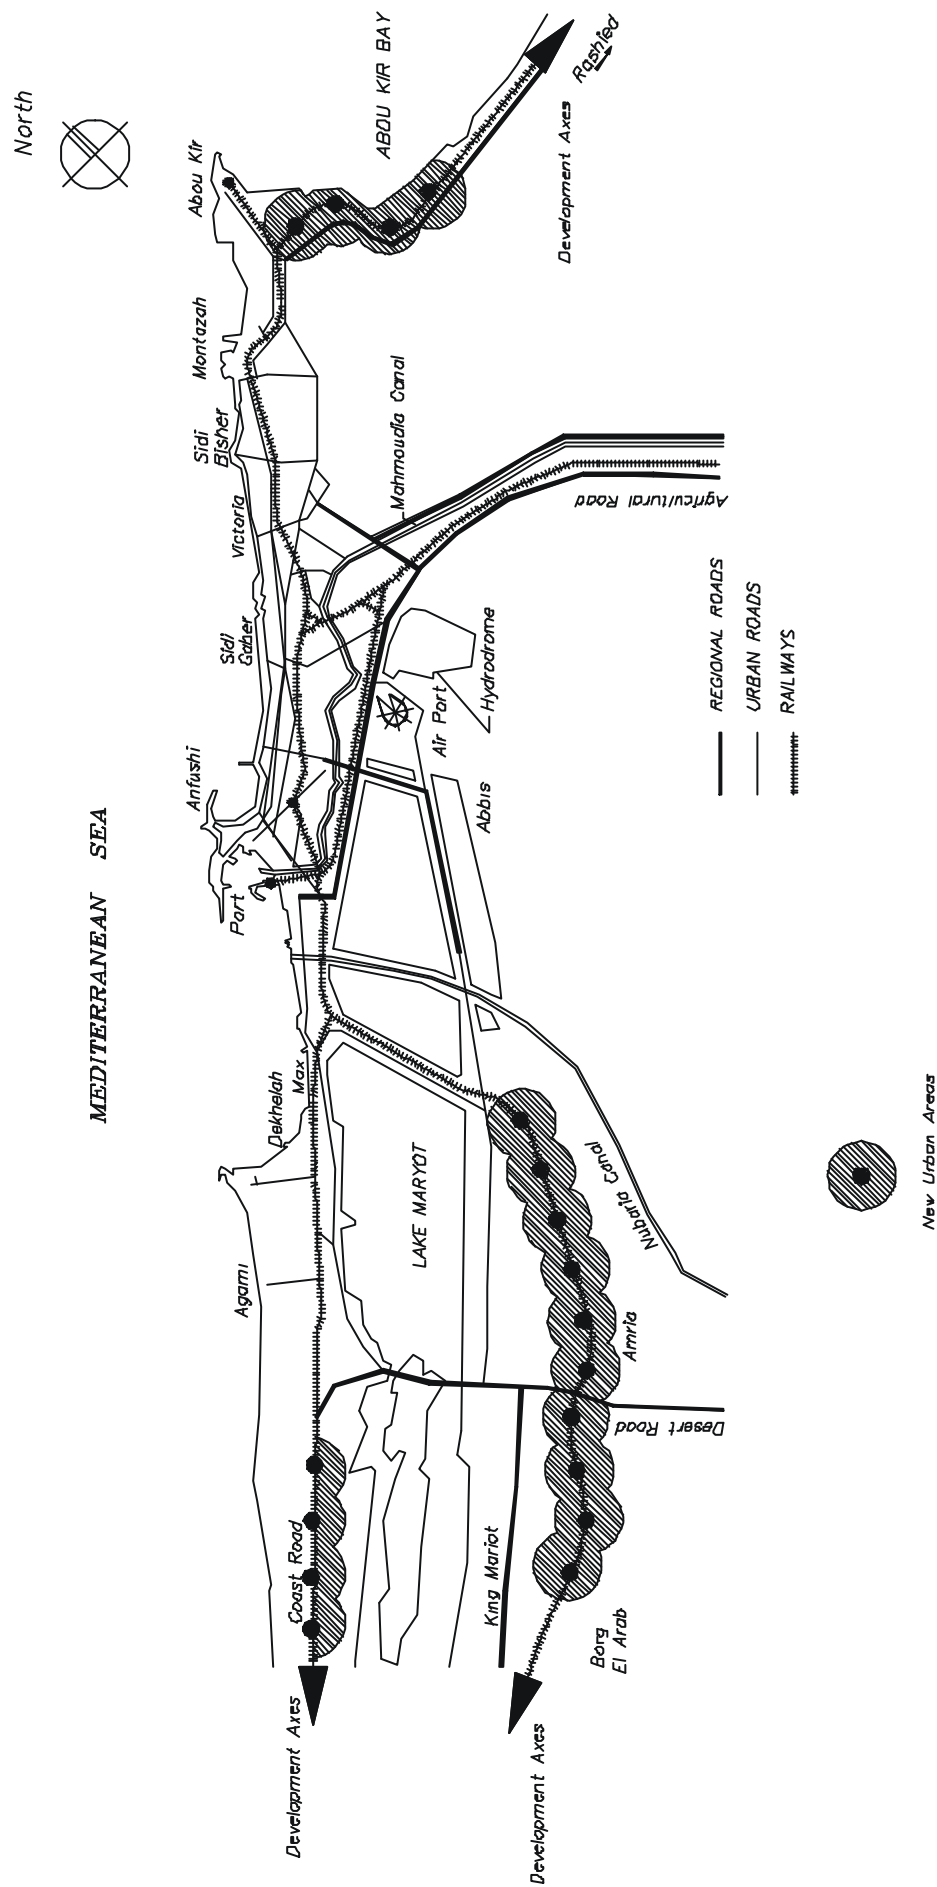 North
MEDITERRANEAN SEA
ABOU KIR BAY
Rashied
Abou Kir
Development Axes
Montazah
Sidi
Bisher
Mahmoudia Canal
Victoria
Agricultural Road
Sidi
Gaber
Hydrodrome
Air Port
Anfushi
Abbis
Port
Max
Dekhelah
LAKE MARYOT
Nubaria Canal
Agami
Amria
Desert Road
Coast Road
King Mariot
Borg
El Arab
Development Axes
Development Axes
REGIONAL ROADS
URBAN ROADS
RAILWAYS
New Urban Areas